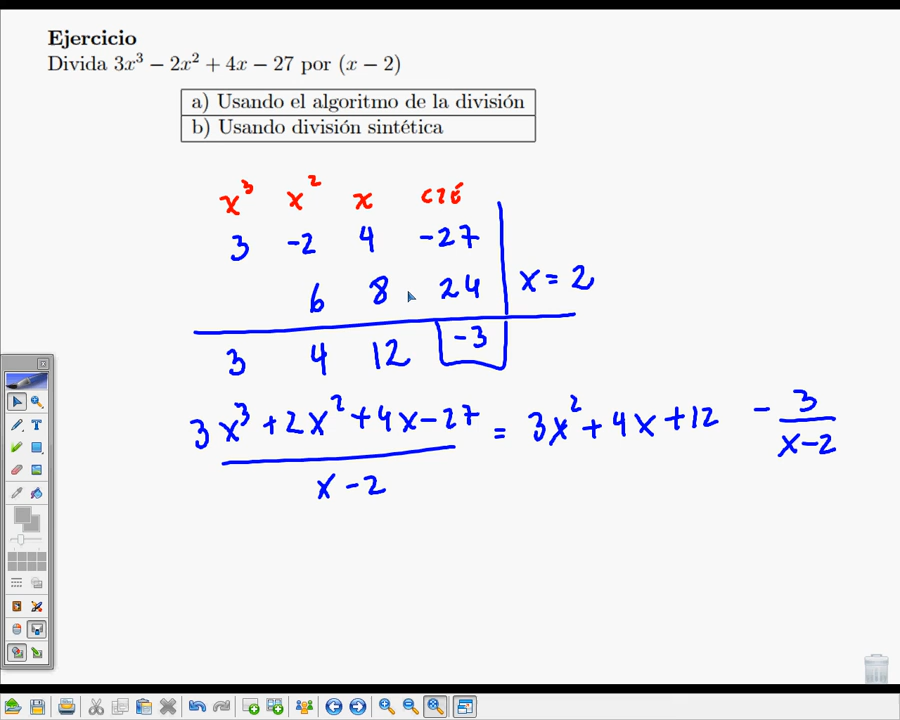 Ejercicio
Divida 3x³ − 2x² + 4x − 27 por (x − 2)
a) Usando el algoritmo de la división
b) Usando división sintética
x³ x² x cté
3 -2 4 -27
6 8 24 x = 2
3 4 12 -3
3x³ + 2x² + 4x - 27 = 3x² + 4x + 12 - 3
x - 2 x - 2